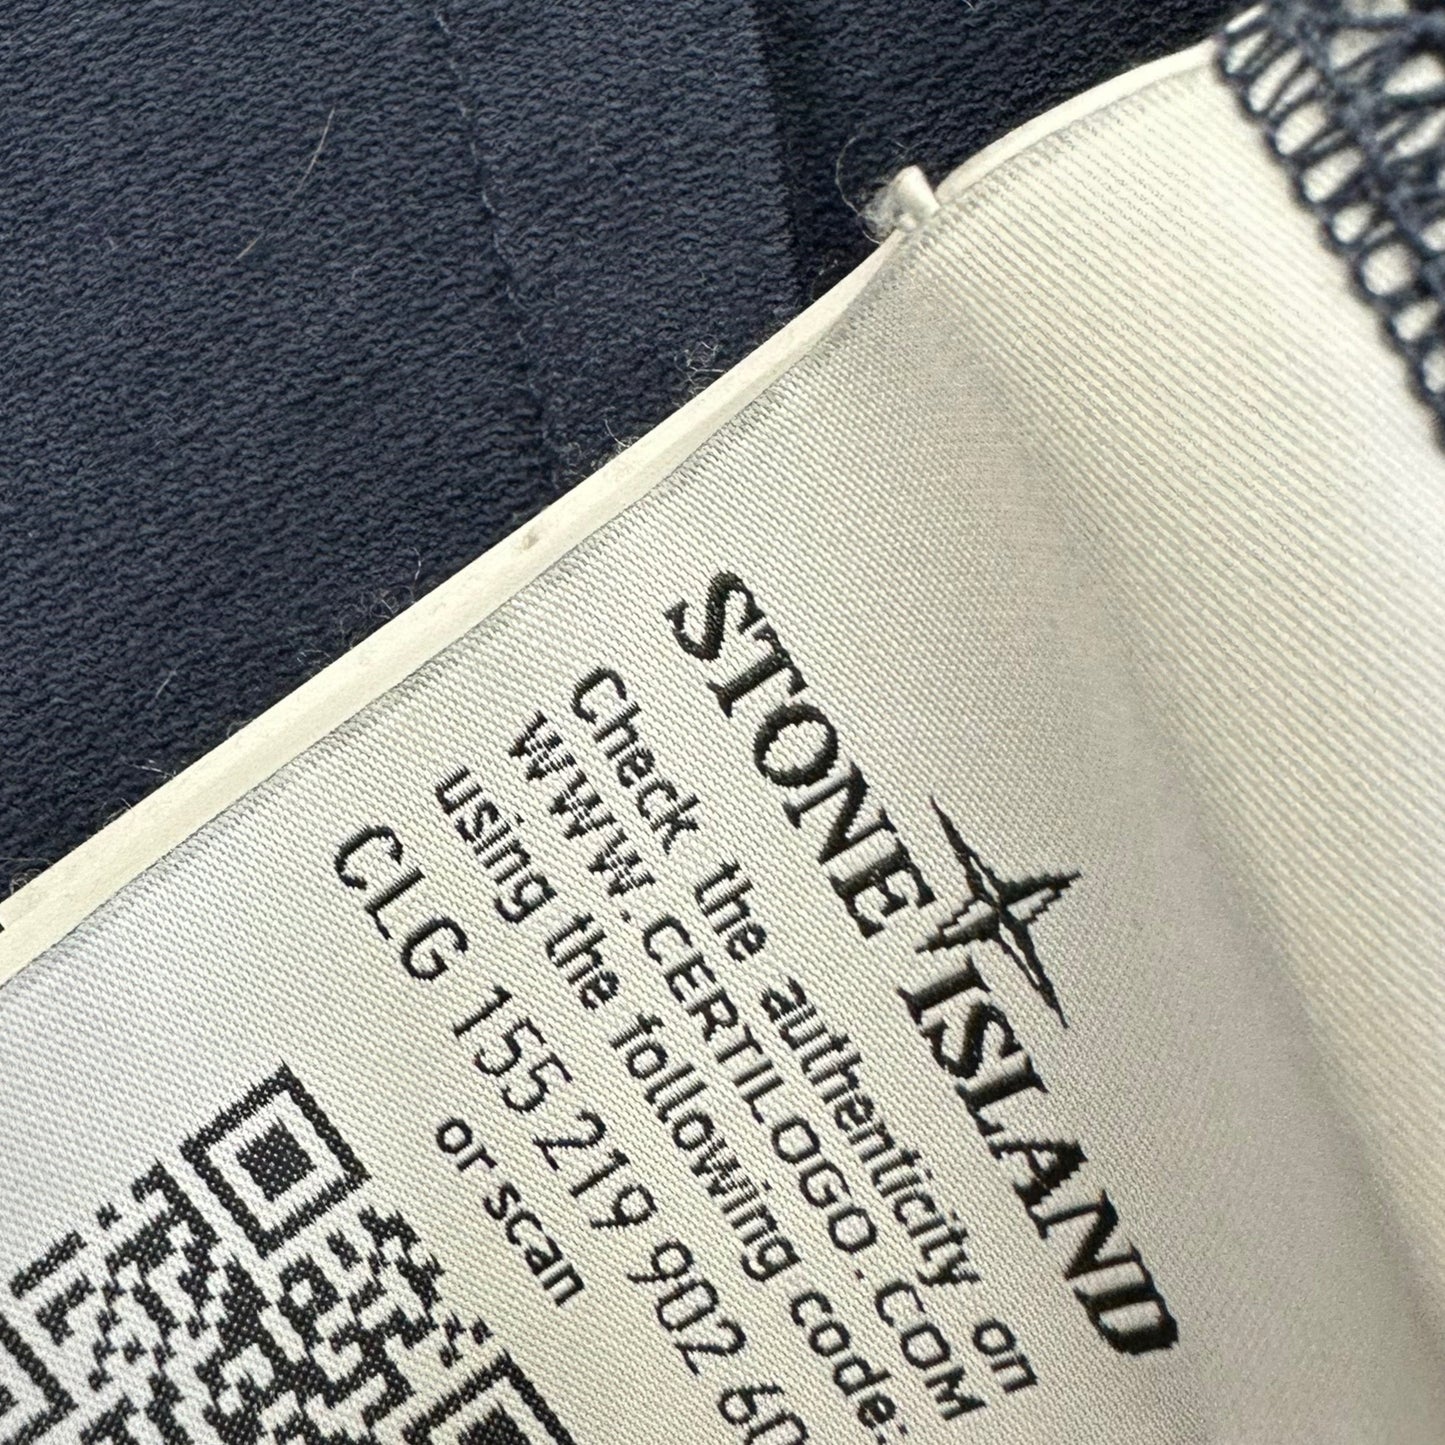 STONE ISLAND
Check the authenticity on
WWW.CERTILOGO.COM
using the following code:
CLG 155 219 902 60
or scan